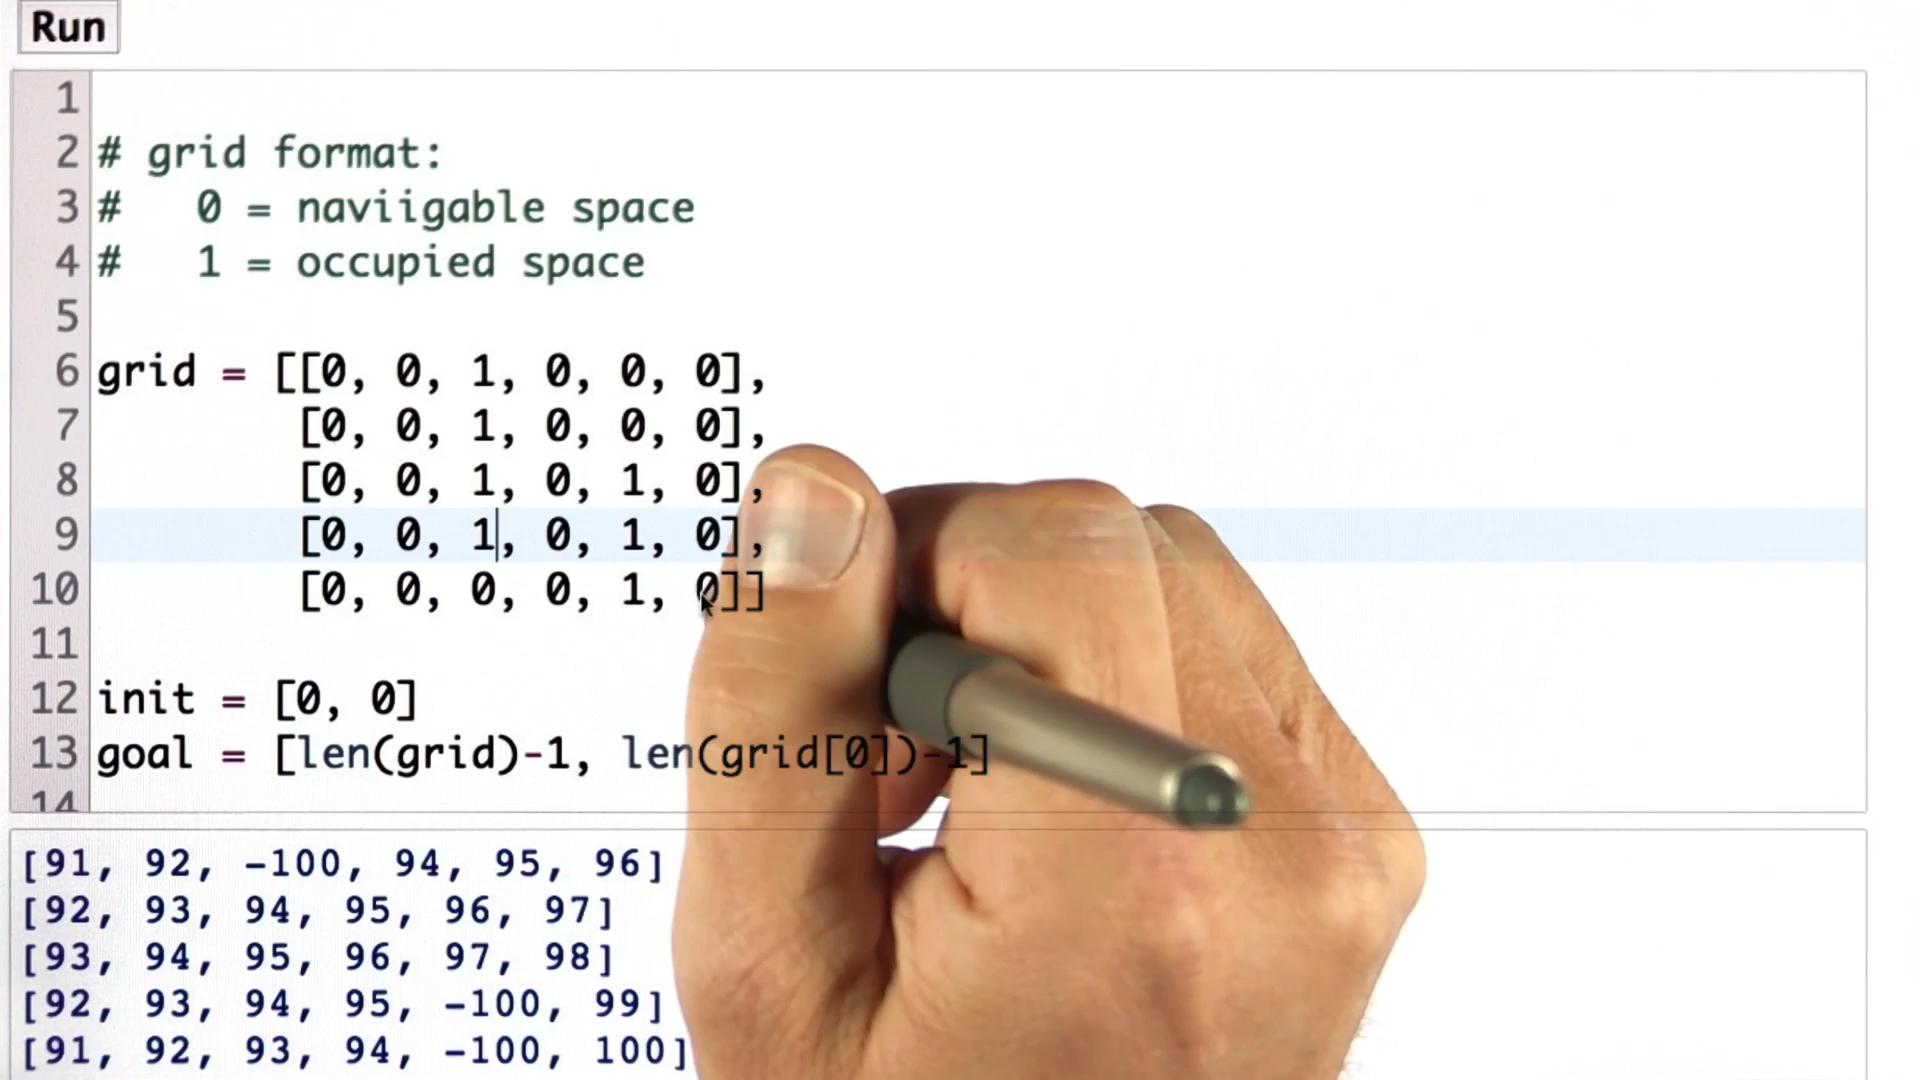 Run
1
2 # grid format:
3 #   0 = naviigable space
4 #   1 = occupied space
5
6 grid = [[0, 0, 1, 0, 0, 0],
7 [0, 0, 1, 0, 0, 0],
8 [0, 0, 1, 0, 1, 0],
9 [0, 0, 1, 0, 1, 0],
10 [0, 0, 0, 0, 1, 0]]
11
12 init = [0, 0]
13 goal = [len(grid)-1, len(grid[0])-1]
14
[91, 92, -100, 94, 95, 96]
[92, 93, 94, 95, 96, 97]
[93, 94, 95, 96, 97, 98]
[92, 93, 94, 95, -100, 99]
[91, 92, 93, 94, -100, 100]